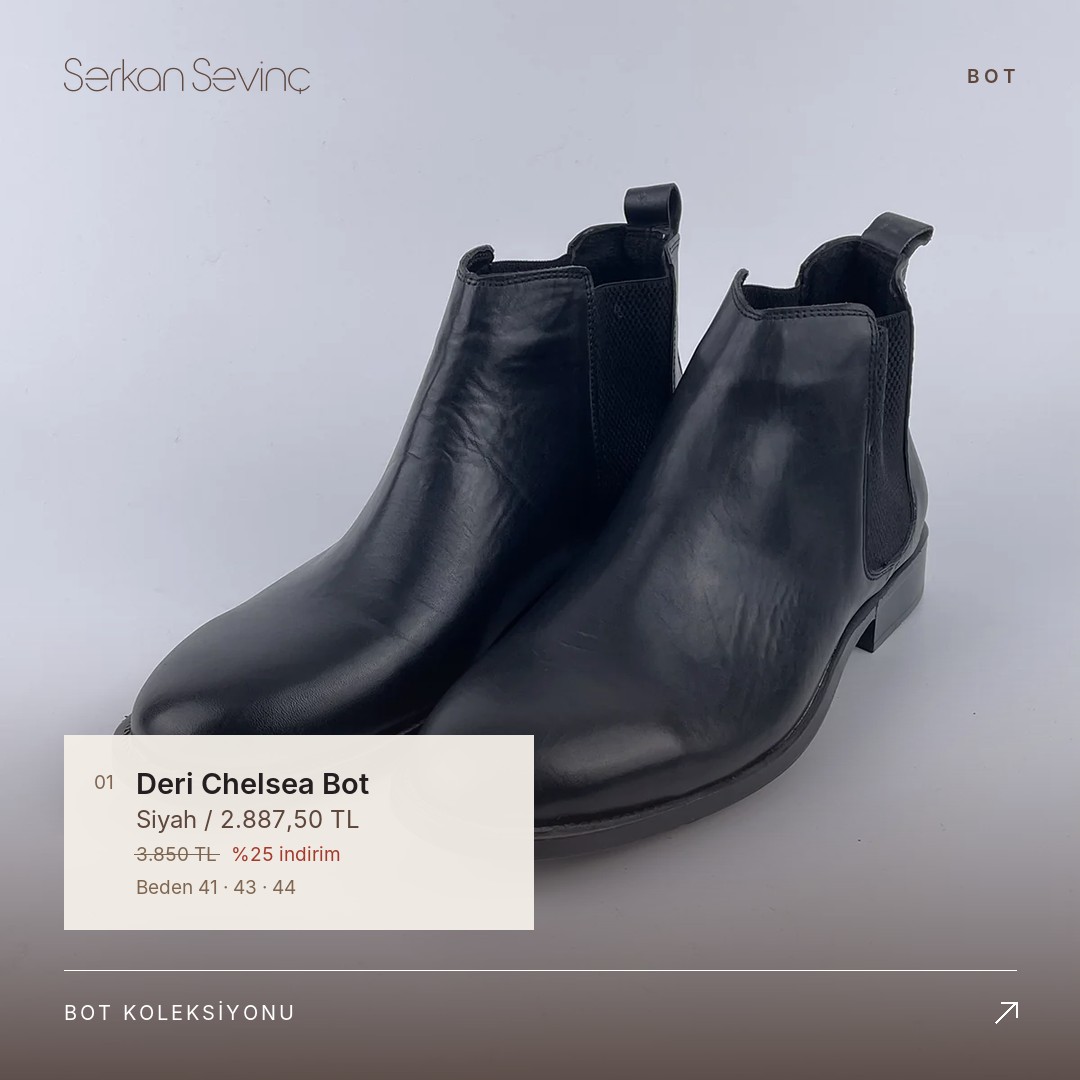 Serkan Sevinç
BOT
01 Deri Chelsea Bot
Siyah / 2.887,50 TL
3.850 TL %25 indirim
Beden 41 · 43 · 44
BOT KOLEKSİYONU